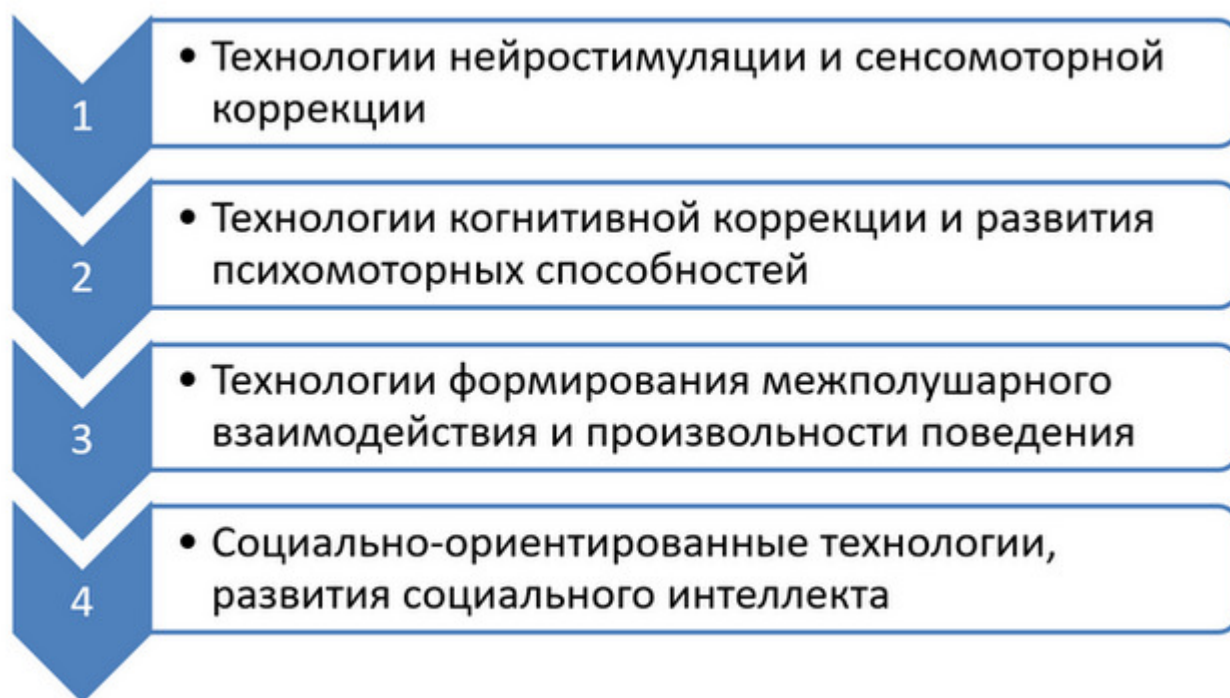 1
• Технологии нейростимуляции и сенсомоторной
коррекции
2
• Технологии когнитивной коррекции и развития
психомоторных способностей
3
• Технологии формирования межполушарного
взаимодействия и произвольности поведения
4
• Социально-ориентированные технологии,
развития социального интеллекта